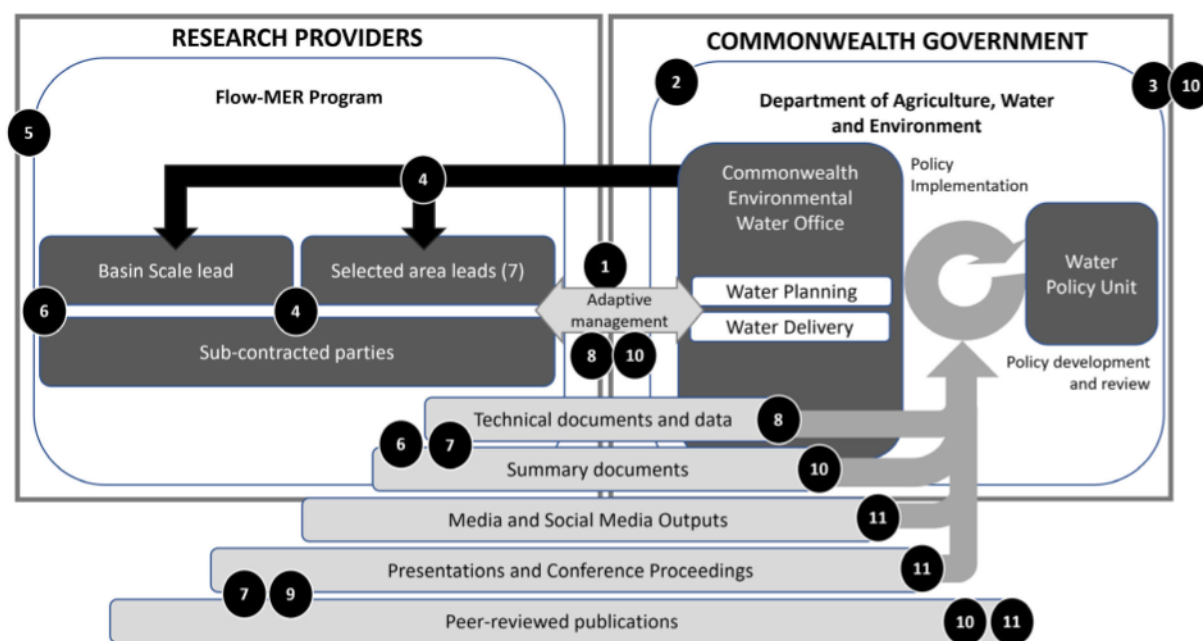 RESEARCH PROVIDERS
COMMONWEALTH GOVERNMENT
2
3
10
Flow-MER Program
Department of Agriculture, Water
and Environment
5
4
Commonwealth
Environmental
Water Office
Policy
Implementation
Basin Scale lead
Selected area leads (7)
1
Water
Policy Unit
6
4
Adaptive
management
Water Planning
Water Delivery
Sub-contracted parties
8
10
Policy development
and review
Technical documents and data
8
6
7
Summary documents
10
Media and Social Media Outputs
11
Presentations and Conference Proceedings
11
7
9
Peer-reviewed publications
10
11